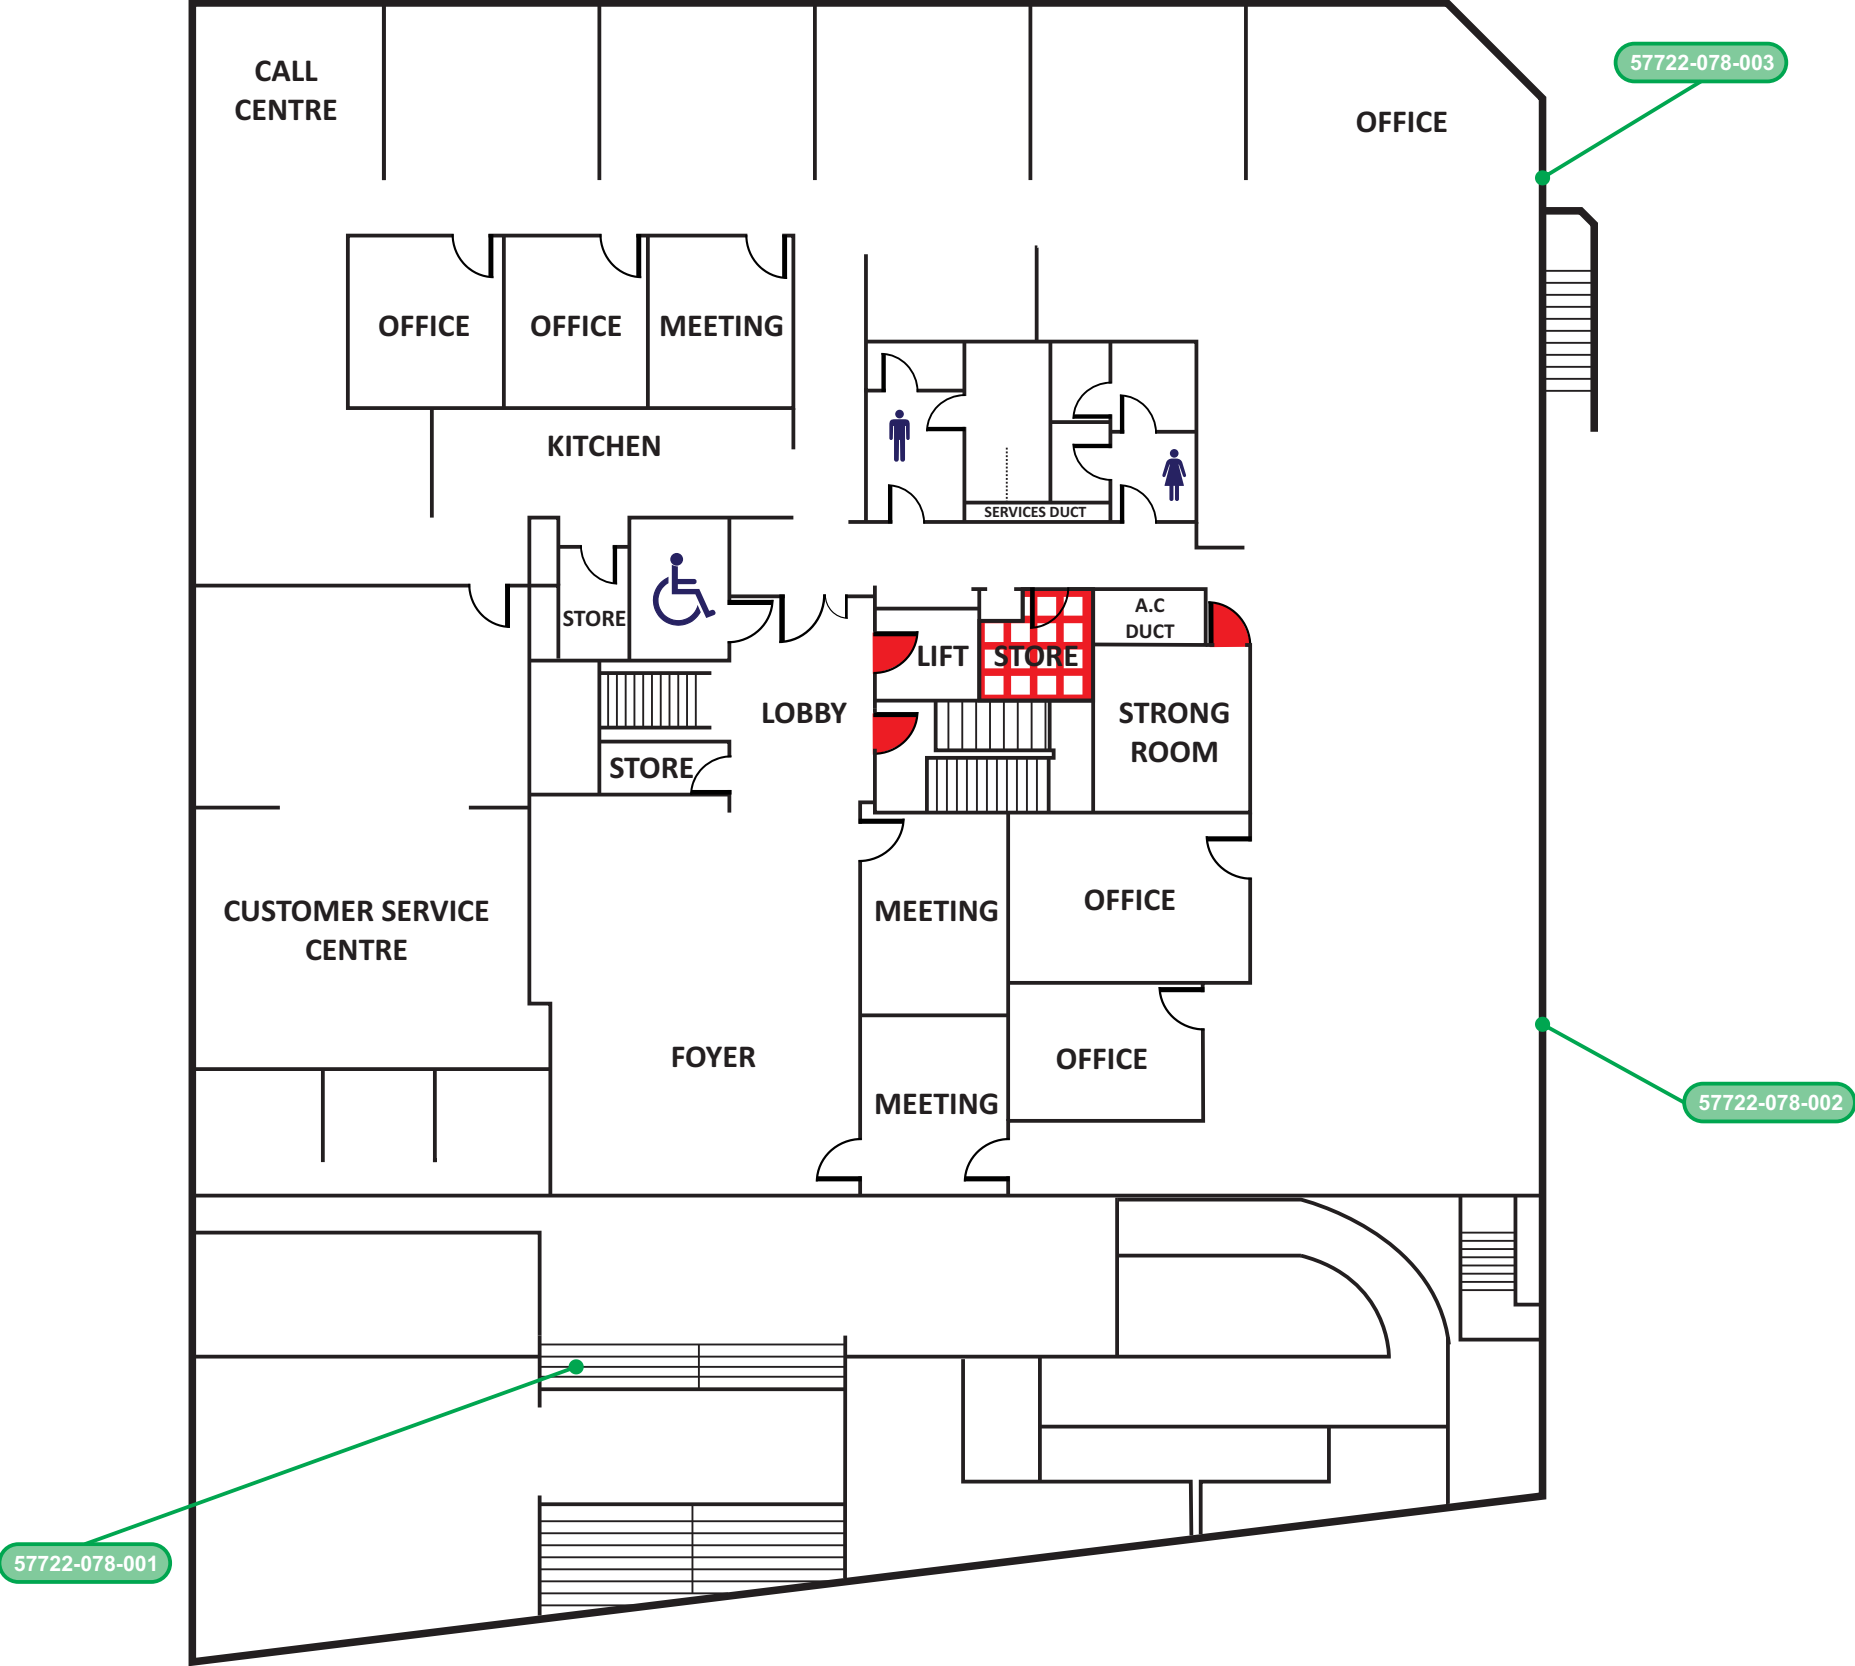 57722-078-003
CALL
CENTRE
OFFICE
OFFICE
OFFICE
MEETING
KITCHEN
SERVICES DUCT
STORE
A.C
DUCT
LIFT
STORE
LOBBY
STRONG
ROOM
STORE
CUSTOMER SERVICE
CENTRE
MEETING
OFFICE
FOYER
OFFICE
MEETING
57722-078-002
57722-078-001